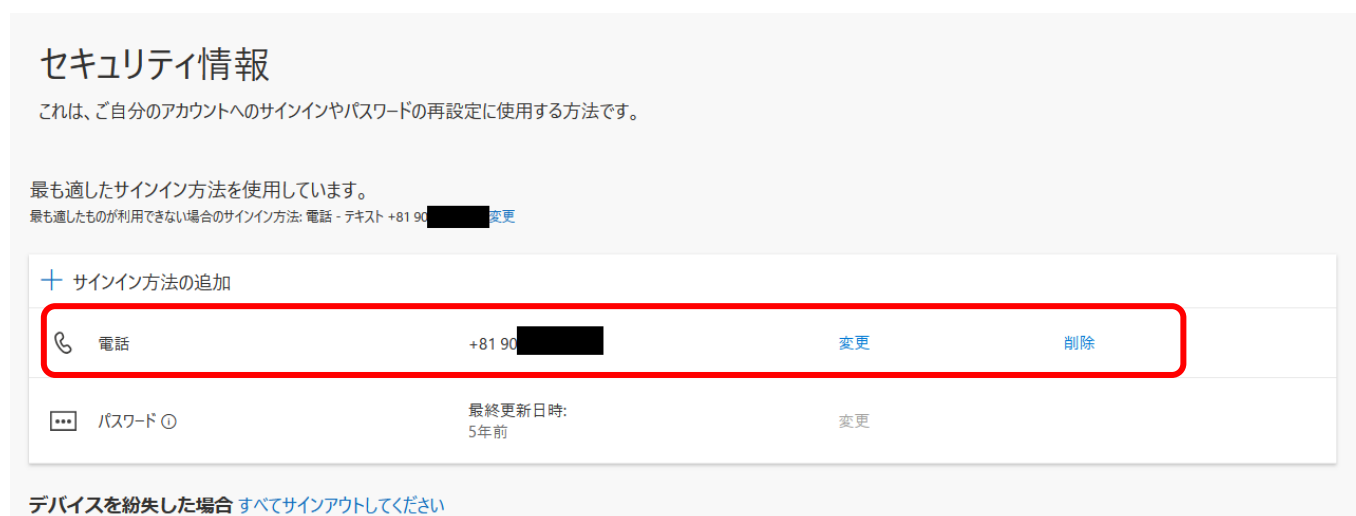 セキュリティ情報
これは、ご自分のアカウントへのサインインやパスワードの再設定に使用する方法です。
最も適したサインイン方法を使用しています。
最も適したものが利用できない場合のサインイン方法: 電話 - テキスト +81 90 変更
サインイン方法の追加
電話 +81 90 変更 削除
パスワード 最終更新日時: 変更
5年前
デバイスを紛失した場合 すべてサインアウトしてください